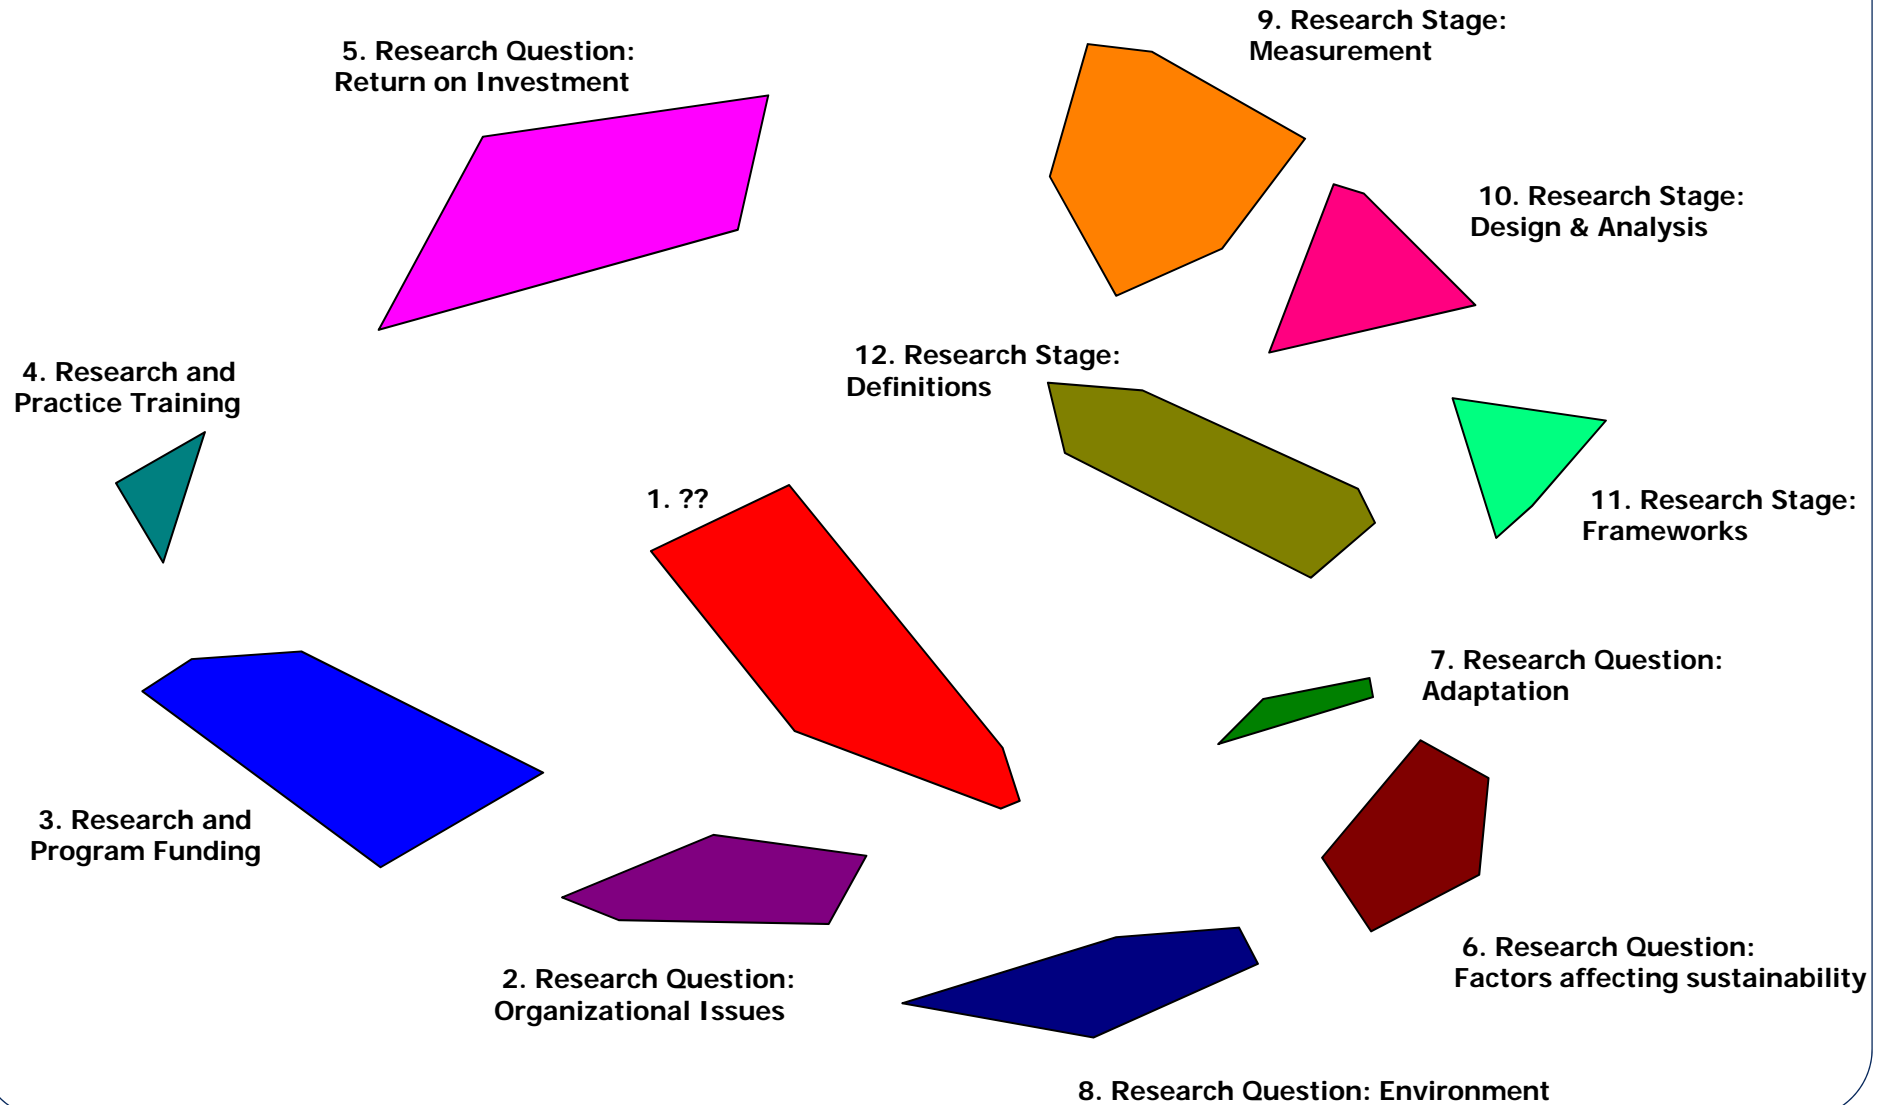 9. Research Stage:
Measurement
5. Research Question:
Return on Investment
10. Research Stage:
Design & Analysis
12. Research Stage:
Definitions
4. Research and
Practice Training
1. ??
11. Research Stage:
Frameworks
7. Research Question:
Adaptation
3. Research and
Program Funding
6. Research Question:
Factors affecting sustainability
2. Research Question:
Organizational Issues
8. Research Question: Environment